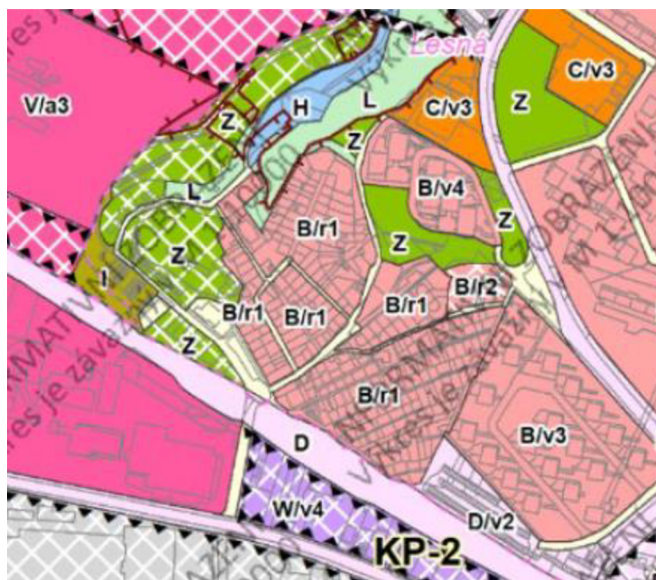 Lesná
C/v3
V/a3
Z
H
L
C/v3
Z
Z
B/v4
L
B/r1
Z
Z
Z
I
B/r1
B/r1
B/r1
B/r2
Z
B/r1
D
B/v3
W/v4
D/v2
KP-2